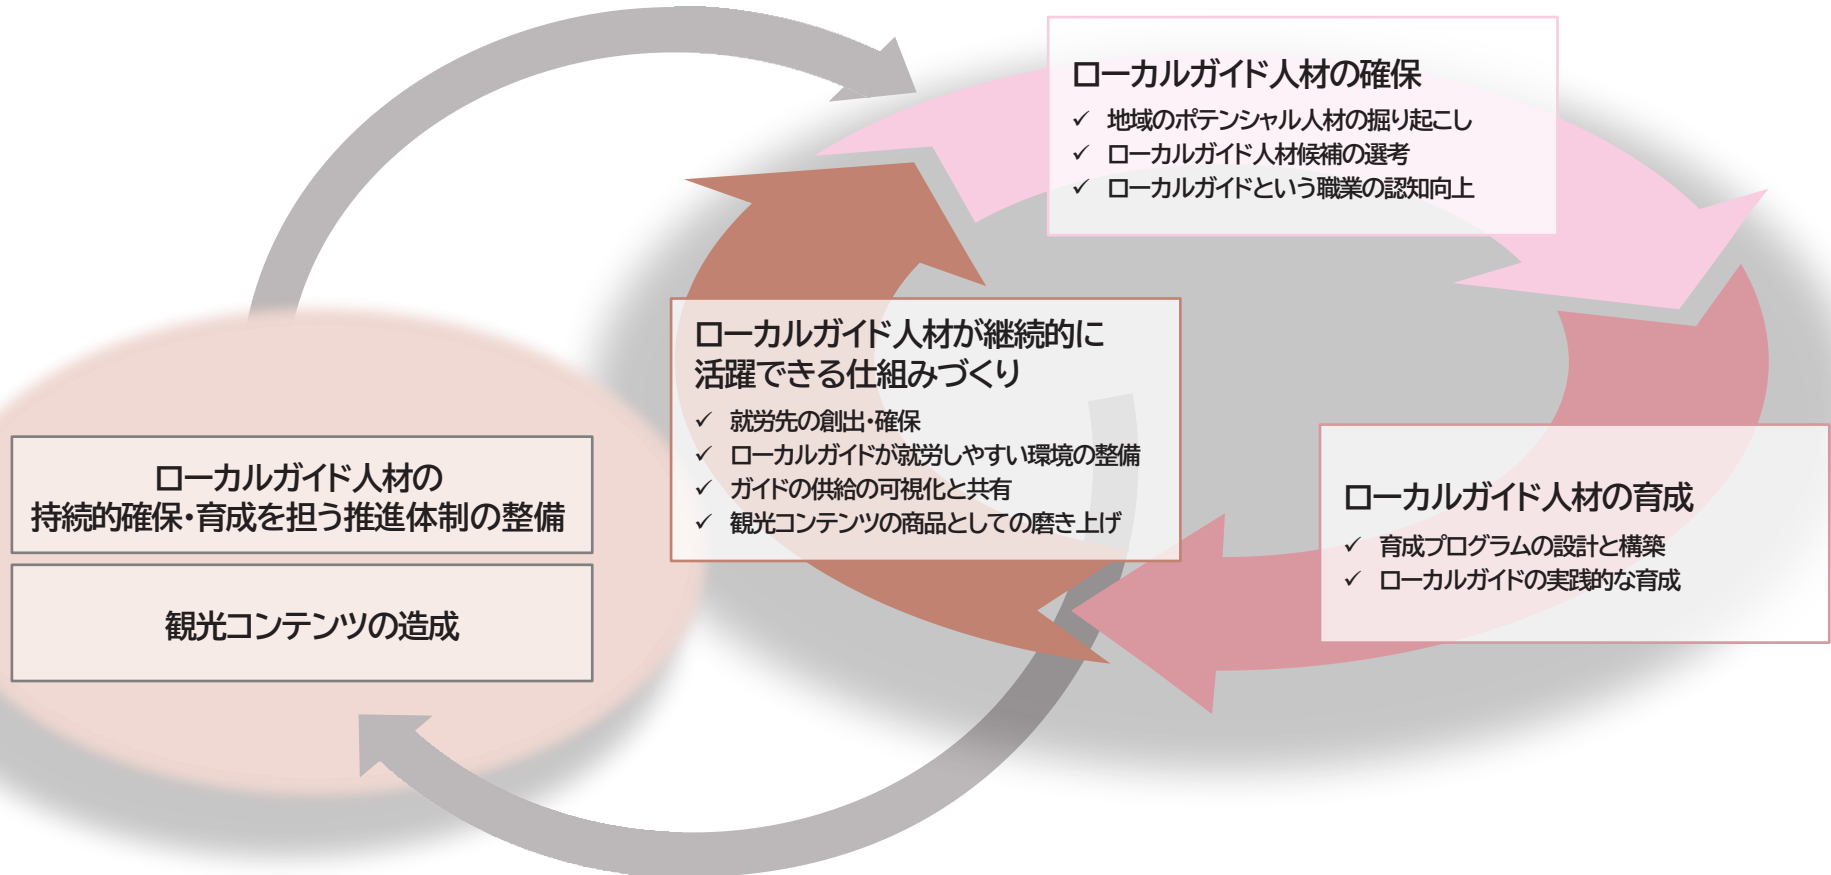 ローカルガイド人材の確保
✓ 地域のポテンシャル人材の掘り起こし
✓ ローカルガイド人材候補の選考
✓ ローカルガイドという職業の認知向上
ローカルガイド人材が継続的に
活躍できる仕組みづくり
✓ 就労先の創出・確保
✓ ローカルガイドが就労しやすい環境の整備
✓ ガイドの供給の可視化と共有
✓ 観光コンテンツの商品としての磨き上げ
ローカルガイド人材の育成
✓ 育成プログラムの設計と構築
✓ ローカルガイドの実践的な育成
ローカルガイド人材の
持続的確保・育成を担う推進体制の整備
観光コンテンツの造成